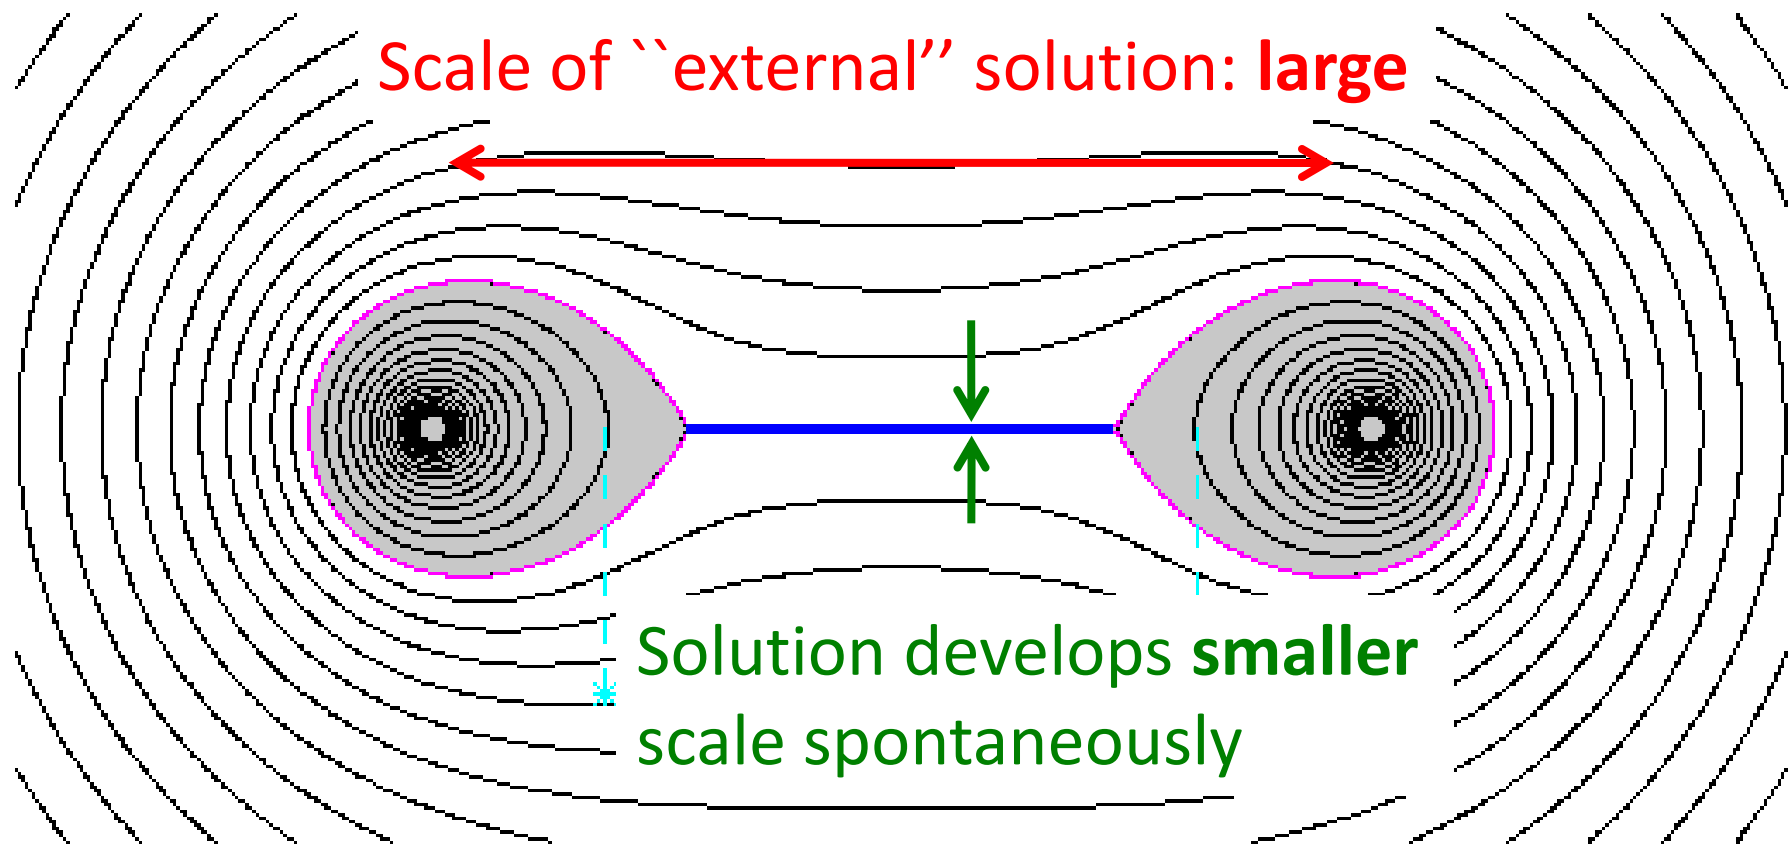 Scale of ``external’’ solution: large
Solution develops smaller
scale spontaneously